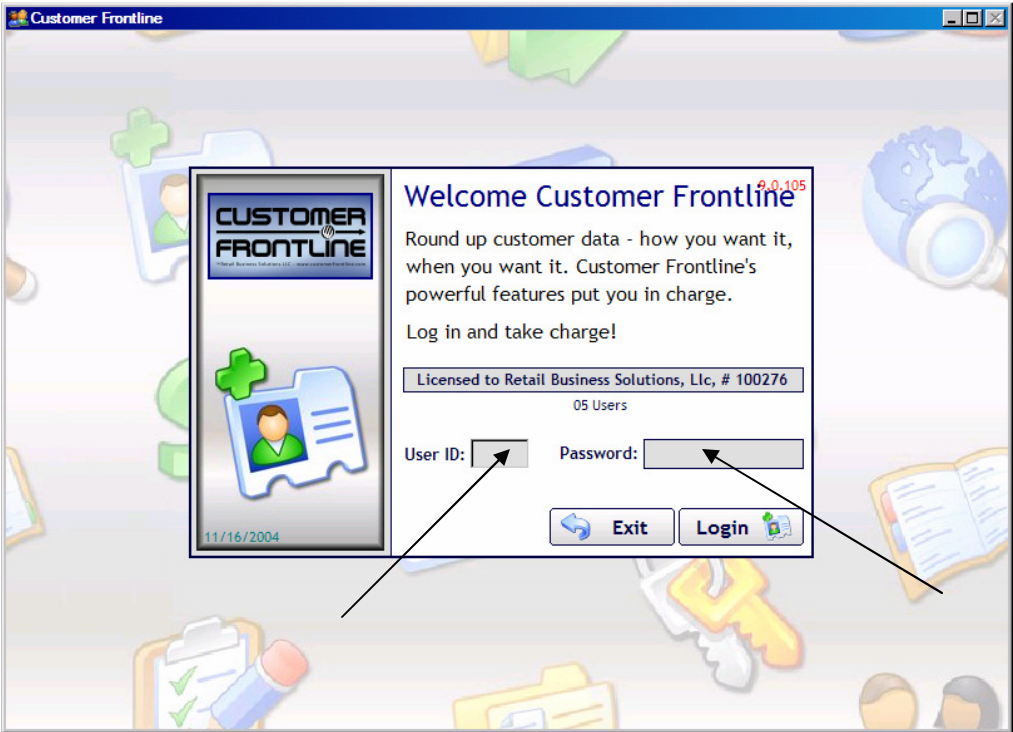 Customer Frontline
CUSTOMER
FRONTLINE
Welcome Customer Frontline
9.0.105
Round up customer data - how you want it,
when you want it. Customer Frontline's
powerful features put you in charge.
Log in and take charge!
Licensed to Retail Business Solutions, Llc, # 100276
05 Users
User ID:
Password:
Exit
Login
11/16/2004